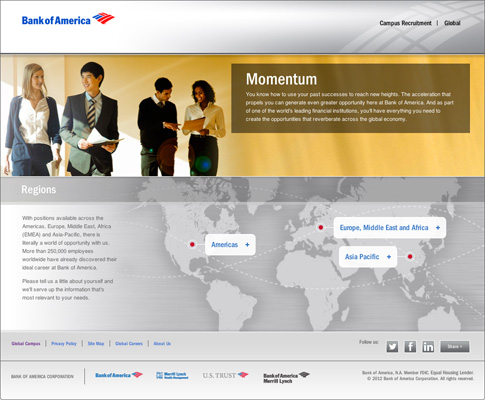 Bank of America
Campus Recruitment | Global
Momentum
You know how to use your past successes to reach new heights. The acceleration that
propels you can generate even greater opportunity here at Bank of America. And as part
of one of the world's leading financial institutions, you'll have everything you need to
create the opportunities that reverberate across the global economy.
Regions
With positions available across the
Americas, Europe, Middle East, Africa
(EMEA) and Asia-Pacific, there is
literally a world of opportunity with us.
More than 250,000 employees
worldwide have already discovered their
ideal career at Bank of America.
Please tell us a little about yourself and
we'll serve up the information that's
most relevant to your needs.
Europe, Middle East and Africa +
Americas +
Asia Pacific +
Global Campus | Privacy Policy | Site Map | Global Careers | About Us
Follow us:
Share +
BANK OF AMERICA CORPORATION
Bank of America
Merrill Lynch
Wealth Management
U.S. TRUST
Bank of America
Merrill Lynch
Bank of America, N.A. Member FDIC. Equal Housing Lender.
© 2012 Bank of America Corporation. All rights reserved.